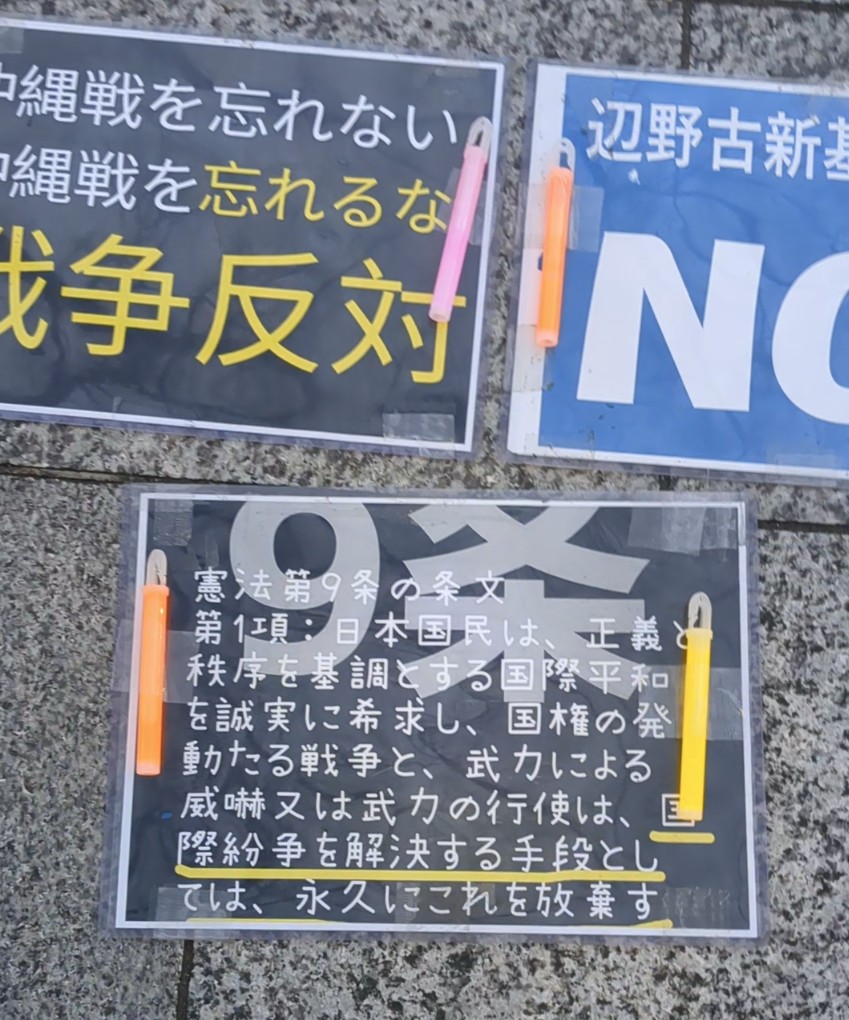 沖縄戦を忘れない
沖縄戦を忘れるな
戦争反対
辺野古新基
NO
9条
憲法第9条の条文
第1項:日本国民は、正義と
秩序を基調とする国際平和
を誠実に希求し、国権の発
動たる戦争と、武力による
威嚇又は武力の行使は、国
際紛争を解決する手段とし
ては、永久にこれを放棄す